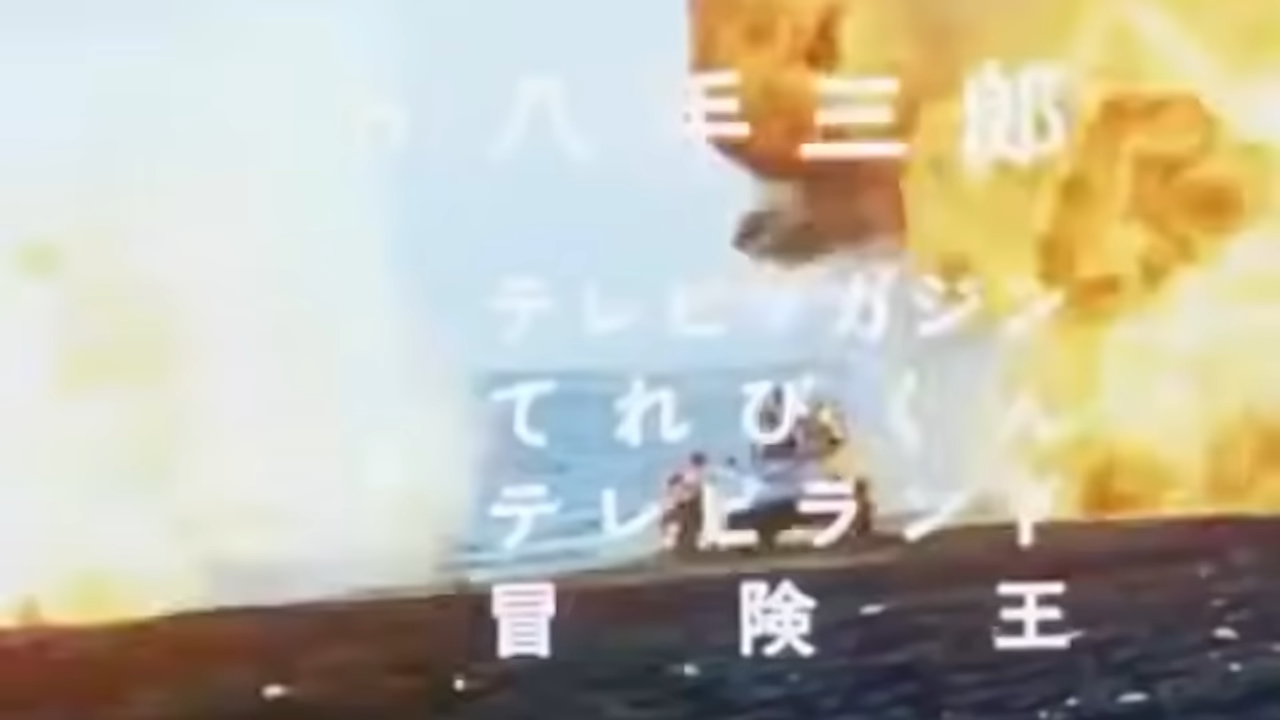 八手三郎
テレビマガジン
てれびくん
テレビランド
冒険王